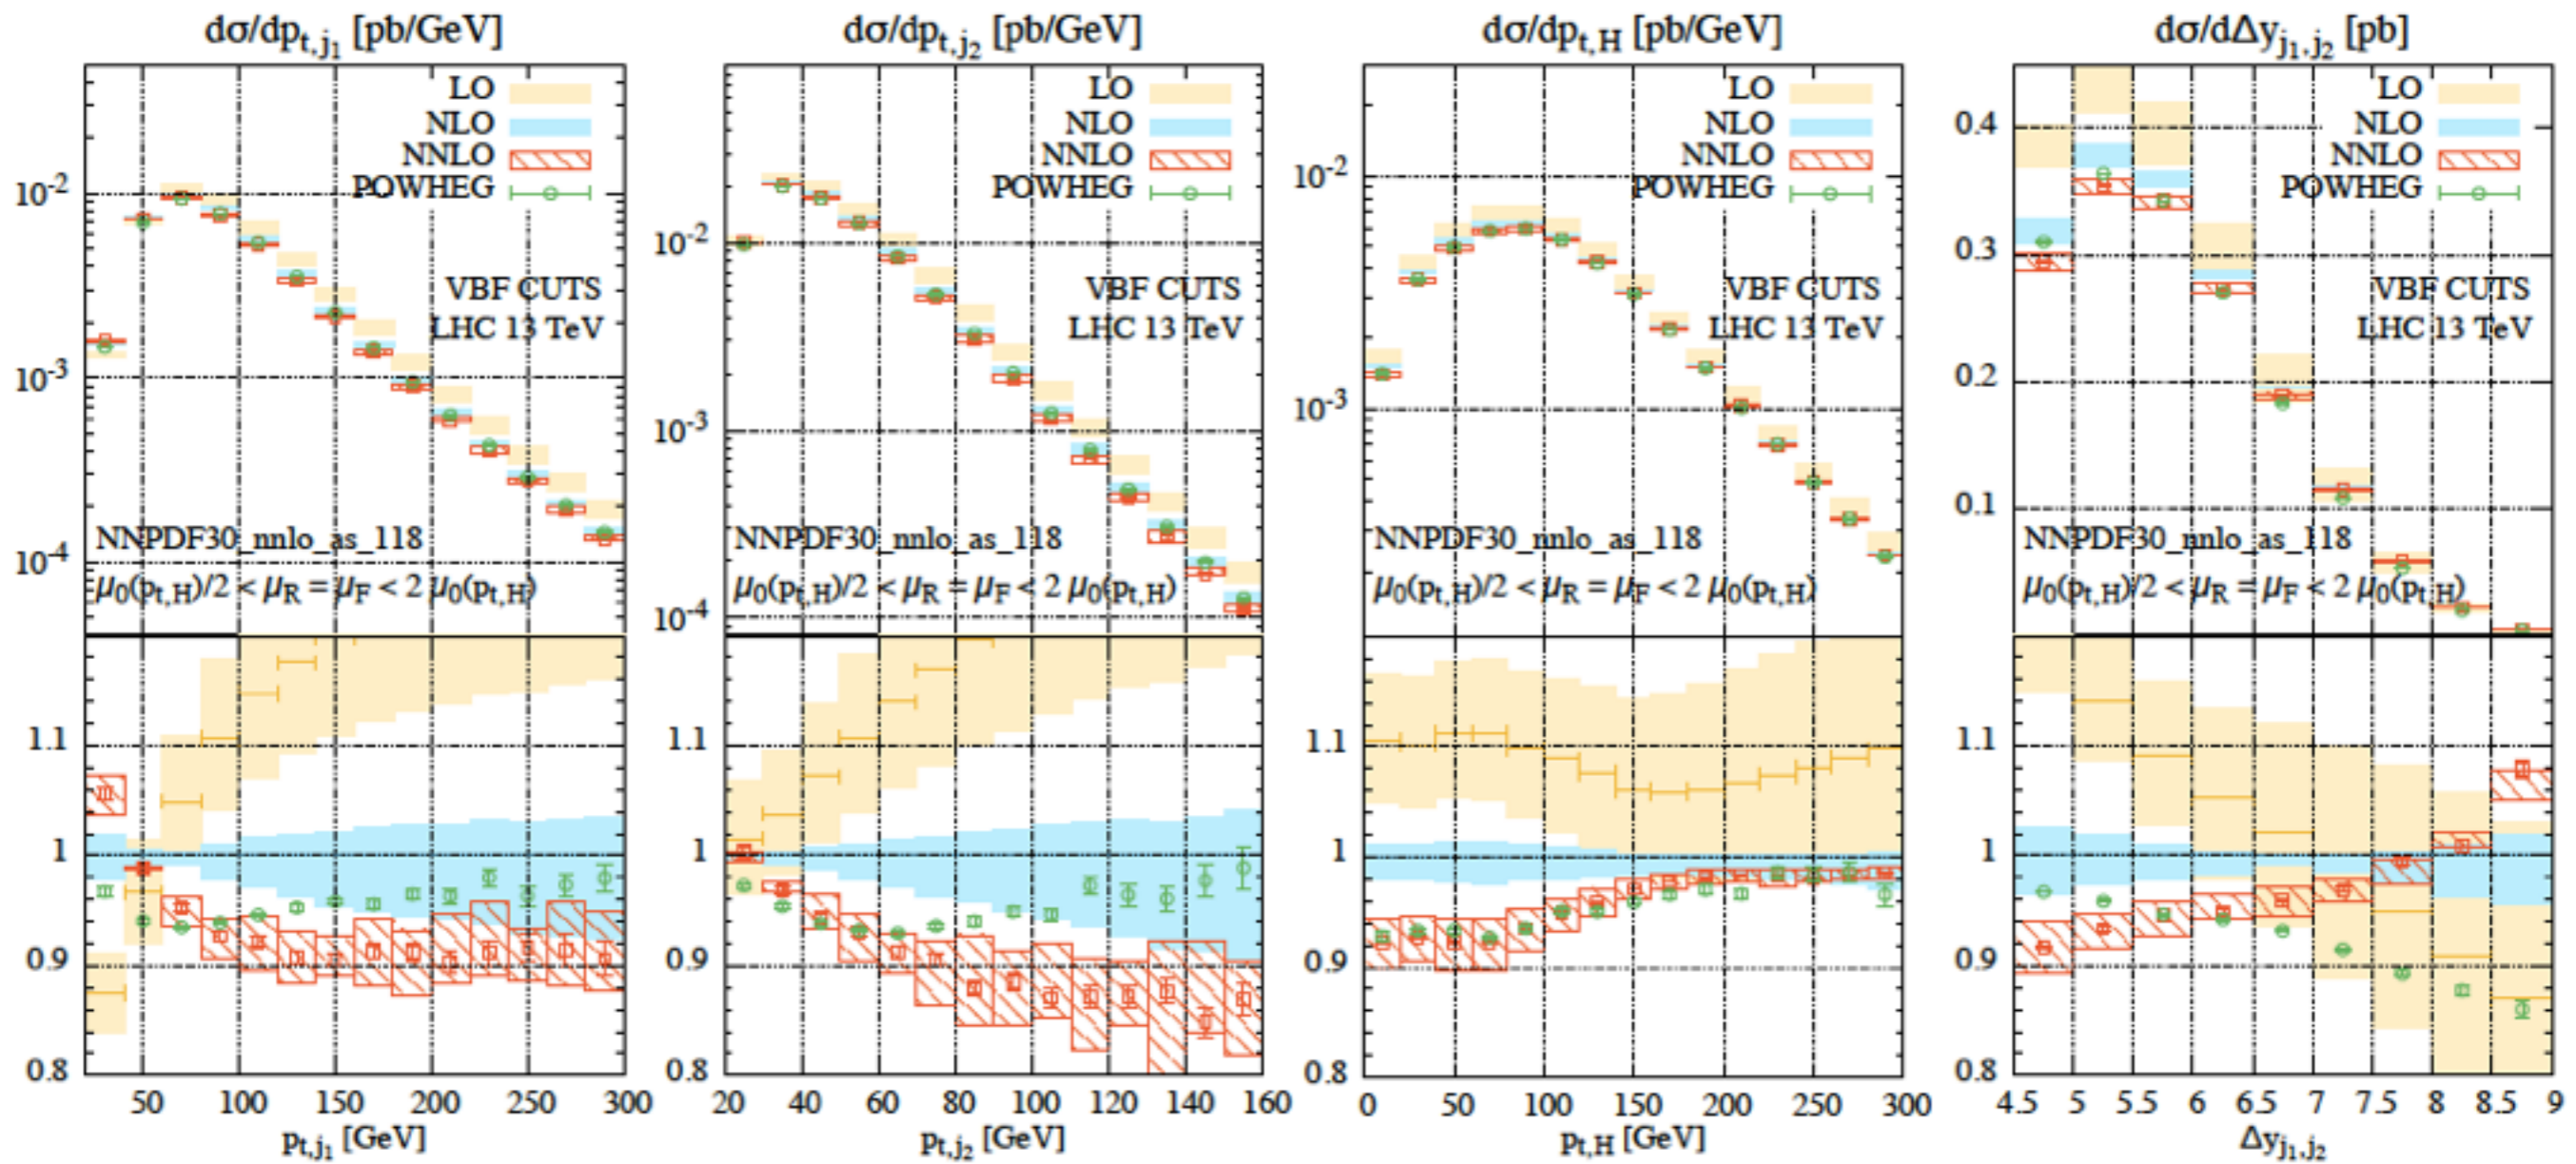 dσ/dp_{t,j_1} [pb/GeV]
LO
NLO
NNLO
POWHEG
10^{-2}
VBF CUTS
LHC 13 TeV
10^{-3}
NNPDF30_nnlo_as_118
10^{-4}
μ_0(p_{t,H})/2 < μ_R = μ_F < 2 μ_0(p_{t,H})
1.1
1
0.9
0.8
50 100 150 200 250 300
p_{t,j_1} [GeV]
dσ/dp_{t,j_2} [pb/GeV]
LO
NLO
NNLO
POWHEG
10^{-2}
VBF CUTS
LHC 13 TeV
10^{-3}
NNPDF30_nnlo_as_118
μ_0(p_{t,H})/2 < μ_R = μ_F < 2 μ_0(p_{t,H})
10^{-4}
1.1
1
0.9
0.8
20 40 60 80 100 120 140 160
p_{t,j_2} [GeV]
dσ/dp_{t,H} [pb/GeV]
LO
NLO
NNLO
POWHEG
10^{-2}
VBF CUTS
LHC 13 TeV
10^{-3}
NNPDF30_nnlo_as_118
μ_0(p_{t,H})/2 < μ_R = μ_F < 2 μ_0(p_{t,H})
1.1
1
0.9
0.8
0 50 100 150 200 250 300
p_{t,H} [GeV]
dσ/dΔy_{j_1,j_2} [pb]
LO
0.4
NLO
NNLO
POWHEG
0.3
VBF CUTS
LHC 13 TeV
0.2
0.1
NNPDF30_nnlo_as_118
μ_0(p_{t,H})/2 < μ_R = μ_F < 2 μ_0(p_{t,H})
1.1
1
0.9
0.8
4.5 5 5.5 6 6.5 7 7.5 8 8.5 9
Δy_{j_1,j_2}